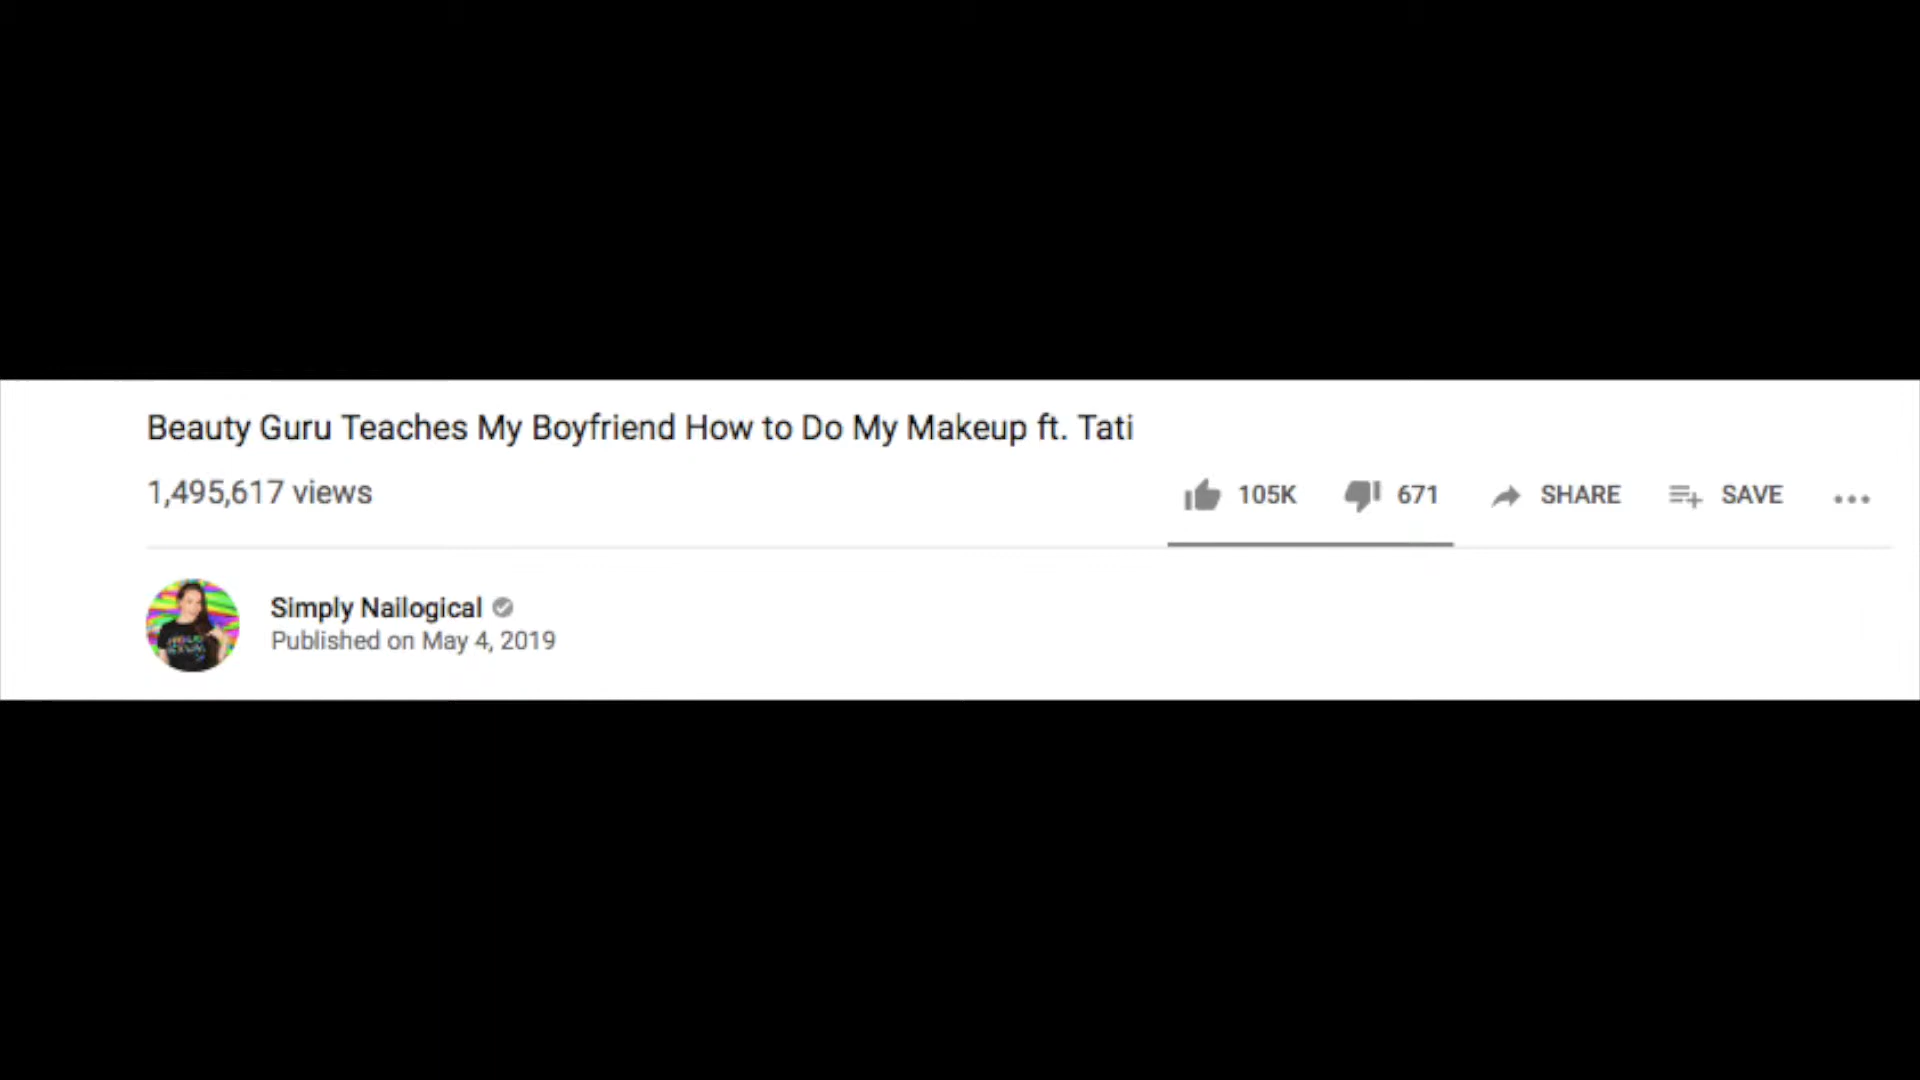 Beauty Guru Teaches My Boyfriend How to Do My Makeup ft. Tati
1,495,617 views
105K 671 SHARE SAVE
Simply Nailogical
Published on May 4, 2019